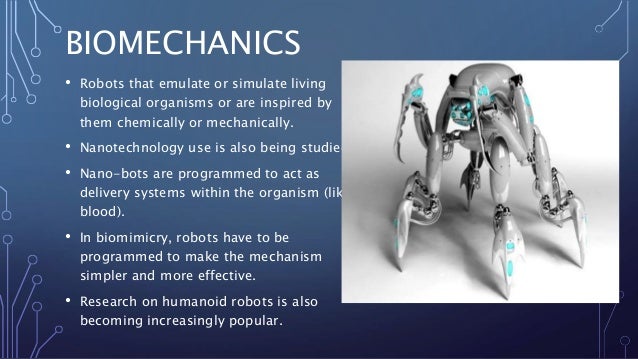 BIOMECHANICS
• Robots that emulate or simulate living
biological organisms or are inspired by
them chemically or mechanically.
• Nanotechnology use is also being studie
• Nano-bots are programmed to act as
delivery systems within the organism (lik
blood).
• In biomimicry, robots have to be
programmed to make the mechanism
simpler and more effective.
• Research on humanoid robots is also
becoming increasingly popular.